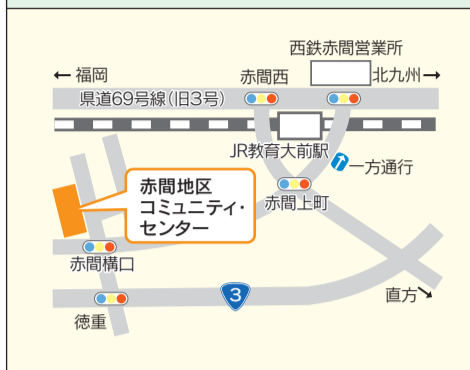 西鉄赤間営業所
← 福岡
赤間西
北九州→
県道69号線(旧3号)
JR教育大前駅
一方通行
赤間地区
コミュニティ・
センター
赤間上町
赤間構口
3
直方↘
徳重